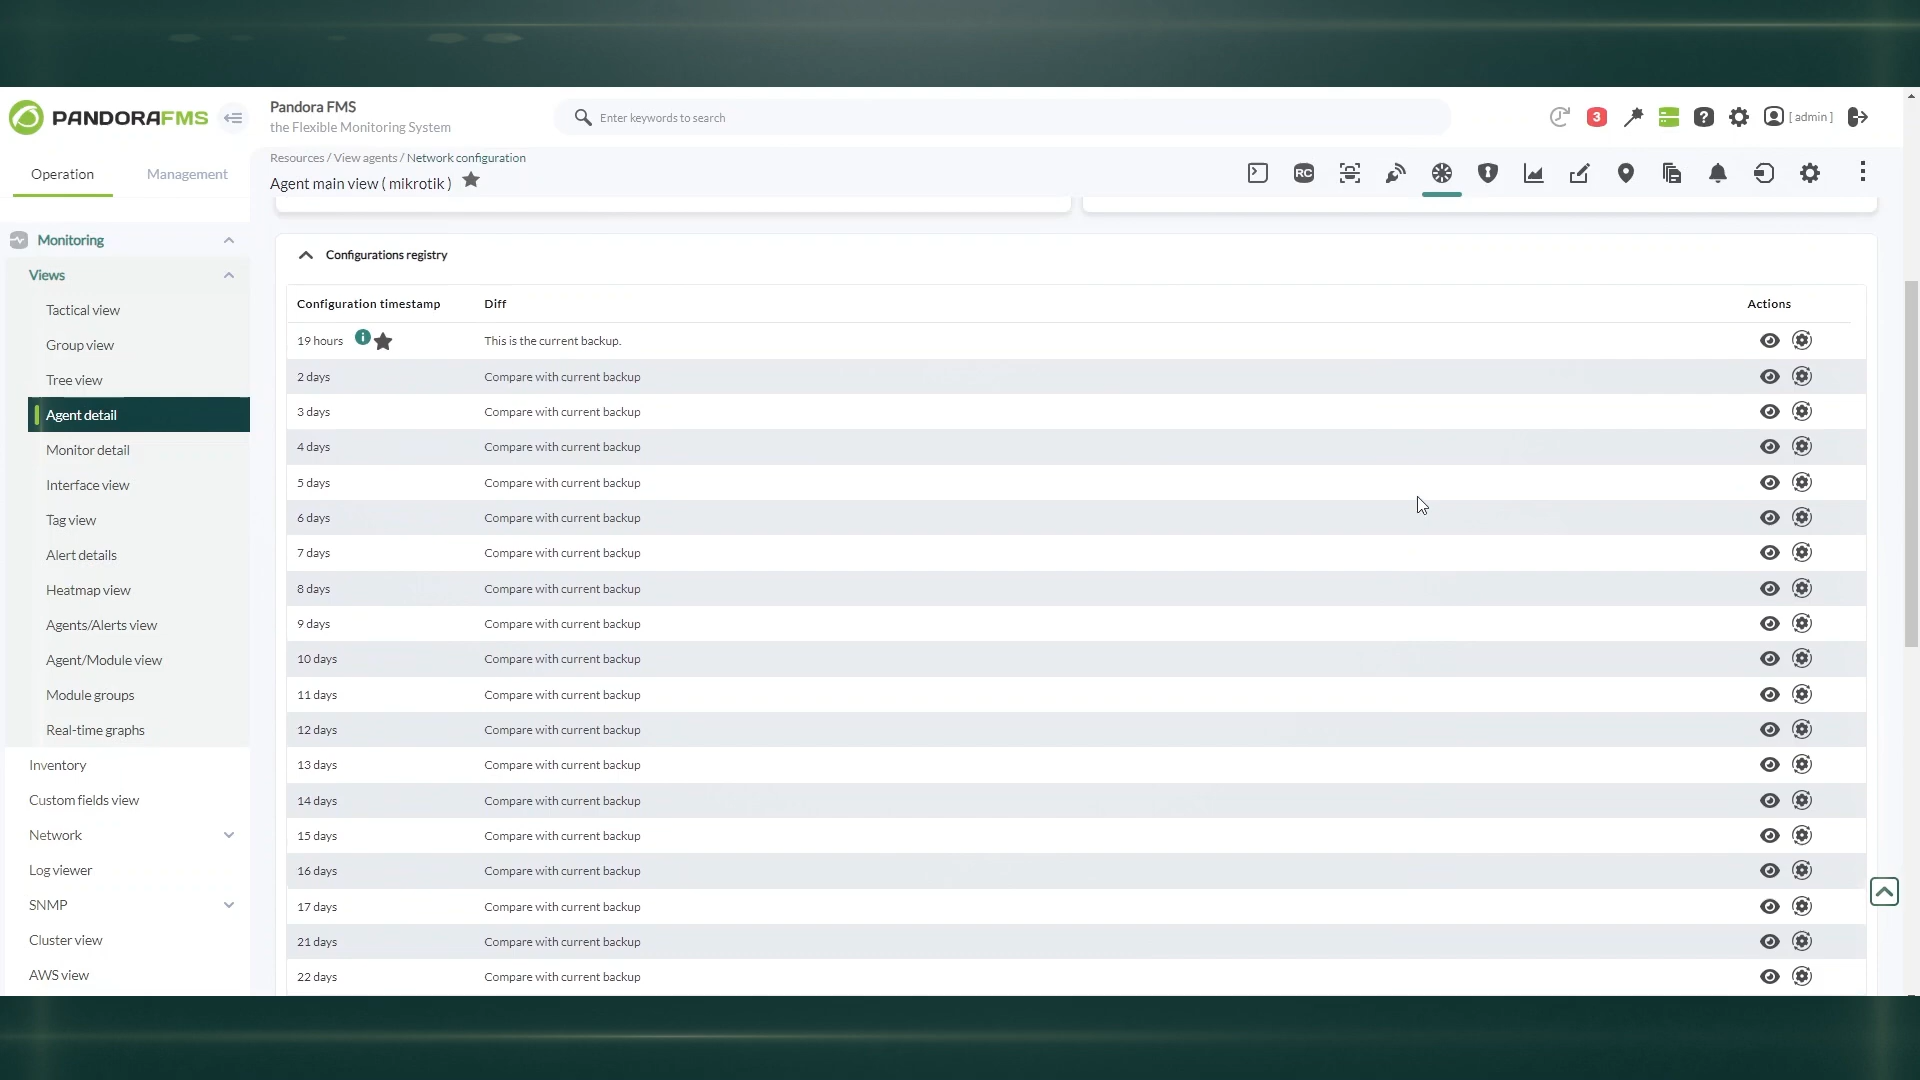 PANDORAFMS
Pandora FMS
the Flexible Monitoring System
Enter keywords to search
3
[ admin ]
Operation
Management
Resources / View agents / Network configuration
Agent main view ( mikrotik )
RC
Monitoring
Views
Tactical view
Group view
Tree view
Agent detail
Monitor detail
Interface view
Tag view
Alert details
Heatmap view
Agents/Alerts view
Agent/Module view
Module groups
Real-time graphs
Inventory
Custom fields view
Network
Log viewer
SNMP
Cluster view
AWS view
Configurations registry
Configuration timestamp Diff Actions
19 hours This is the current backup.
2 days Compare with current backup
3 days Compare with current backup
4 days Compare with current backup
5 days Compare with current backup
6 days Compare with current backup
7 days Compare with current backup
8 days Compare with current backup
9 days Compare with current backup
10 days Compare with current backup
11 days Compare with current backup
12 days Compare with current backup
13 days Compare with current backup
14 days Compare with current backup
15 days Compare with current backup
16 days Compare with current backup
17 days Compare with current backup
21 days Compare with current backup
22 days Compare with current backup